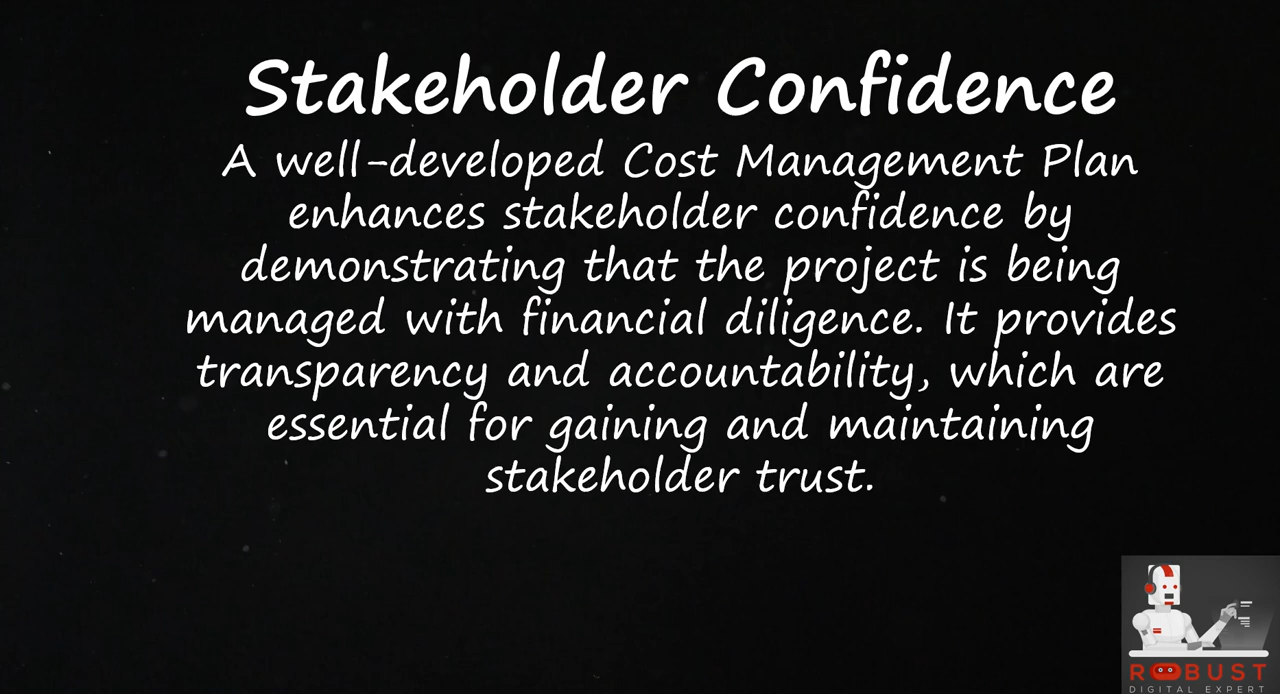 Stakeholder Confidence
A well-developed Cost Management Plan
enhances stakeholder confidence by
demonstrating that the project is being
managed with financial diligence. It provides
transparency and accountability, which are
essential for gaining and maintaining
stakeholder trust.
ROBUST
DIGITAL EXPERT